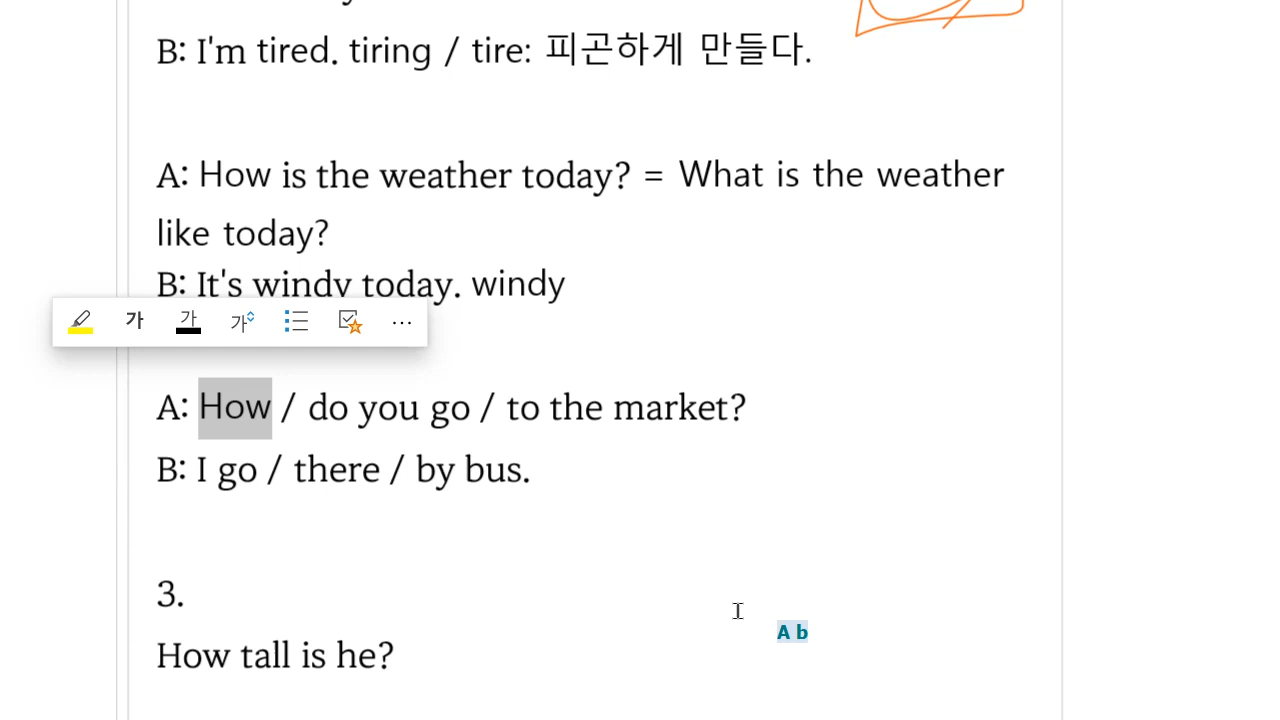 B: I'm tired. tiring / tire: 피곤하게 만들다.
A: How is the weather today? = What is the weather
like today?
B: It's windy today. windy
가 가 가
A: How / do you go / to the market?
B: I go / there / by bus.
3.
A b
How tall is he?